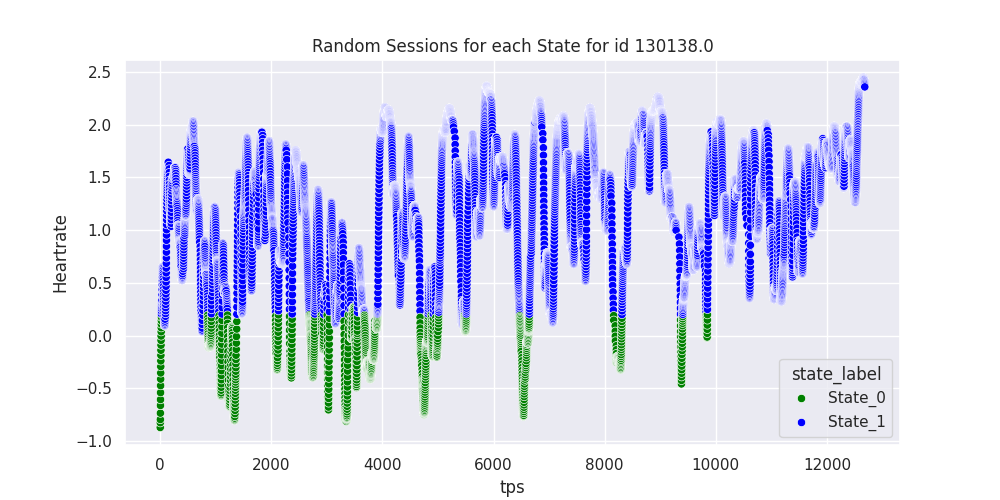 Random Sessions for each State for id 130138.0
2.5
2.0
1.5
1.0
0.5
0.0
−0.5
−1.0
Heartrate
state_label
State_0
State_1
0
2000
4000
6000
8000
10000
12000
tps